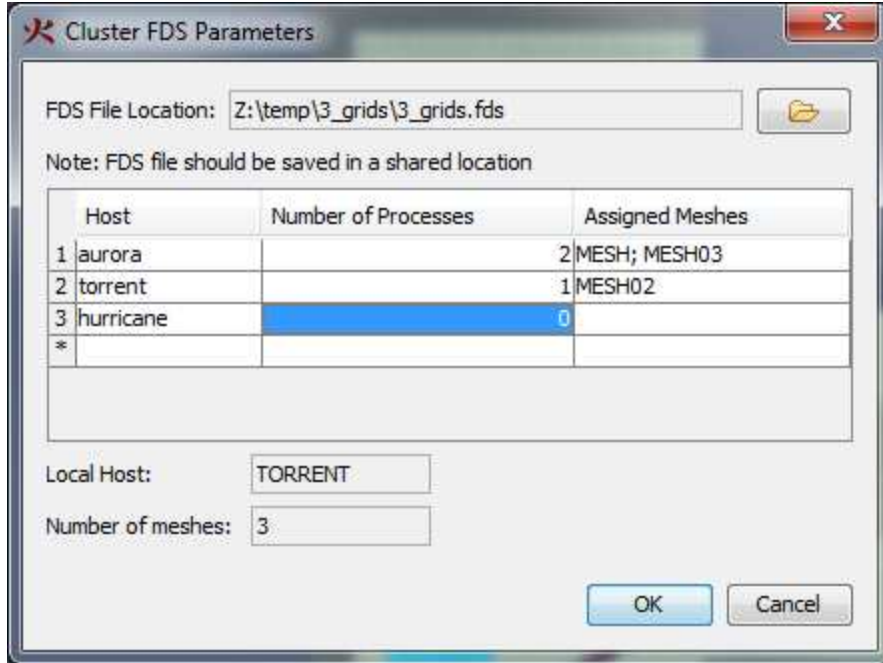 火 Cluster FDS Parameters
FDS File Location: Z:\temp\3_grids\3_grids.fds
Note: FDS file should be saved in a shared location
Host Number of Processes Assigned Meshes
1 aurora 2 MESH; MESH03
2 torrent 1 MESH02
3 hurricane 0
*
Local Host: TORRENT
Number of meshes: 3
OK Cancel